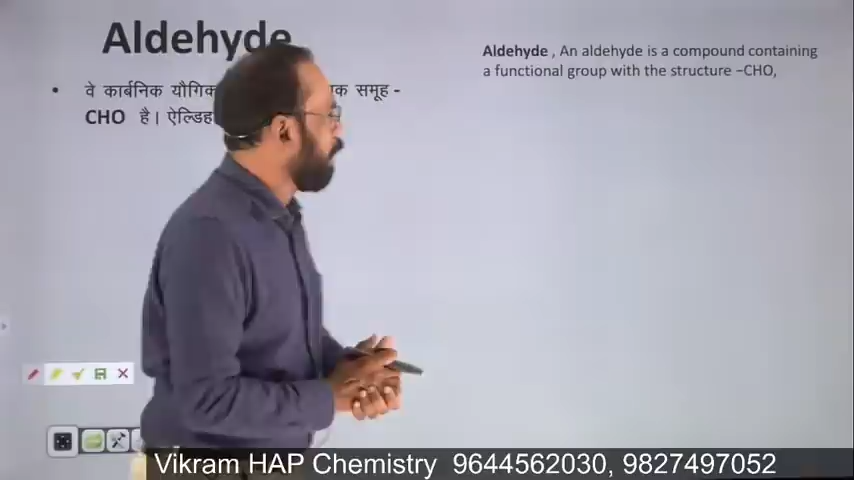 Aldehyde
वे कार्बनिक यौगिक समूह -
CHO है। ऐल्डिह
Aldehyde , An aldehyde is a compound containing
a functional group with the structure −CHO,
Vikram HAP Chemistry 9644562030, 9827497052